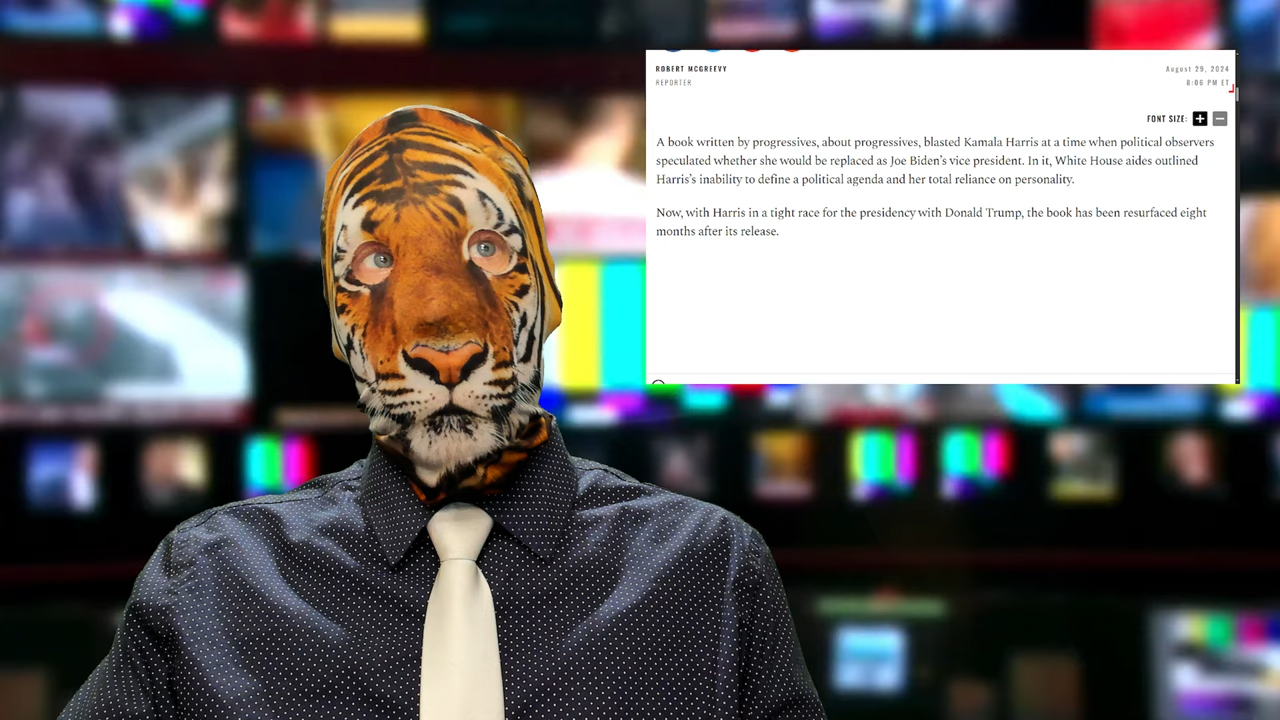 ROBERT MCGREEVY
August 29, 2024
REPORTER
8:06 PM ET
FONT SIZE:
A book written by progressives, about progressives, blasted Kamala Harris at a time when political observers
speculated whether she would be replaced as Joe Biden's vice president. In it, White House aides outlined
Harris's inability to define a political agenda and her total reliance on personality.
Now, with Harris in a tight race for the presidency with Donald Trump, the book has been resurfaced eight
months after its release.